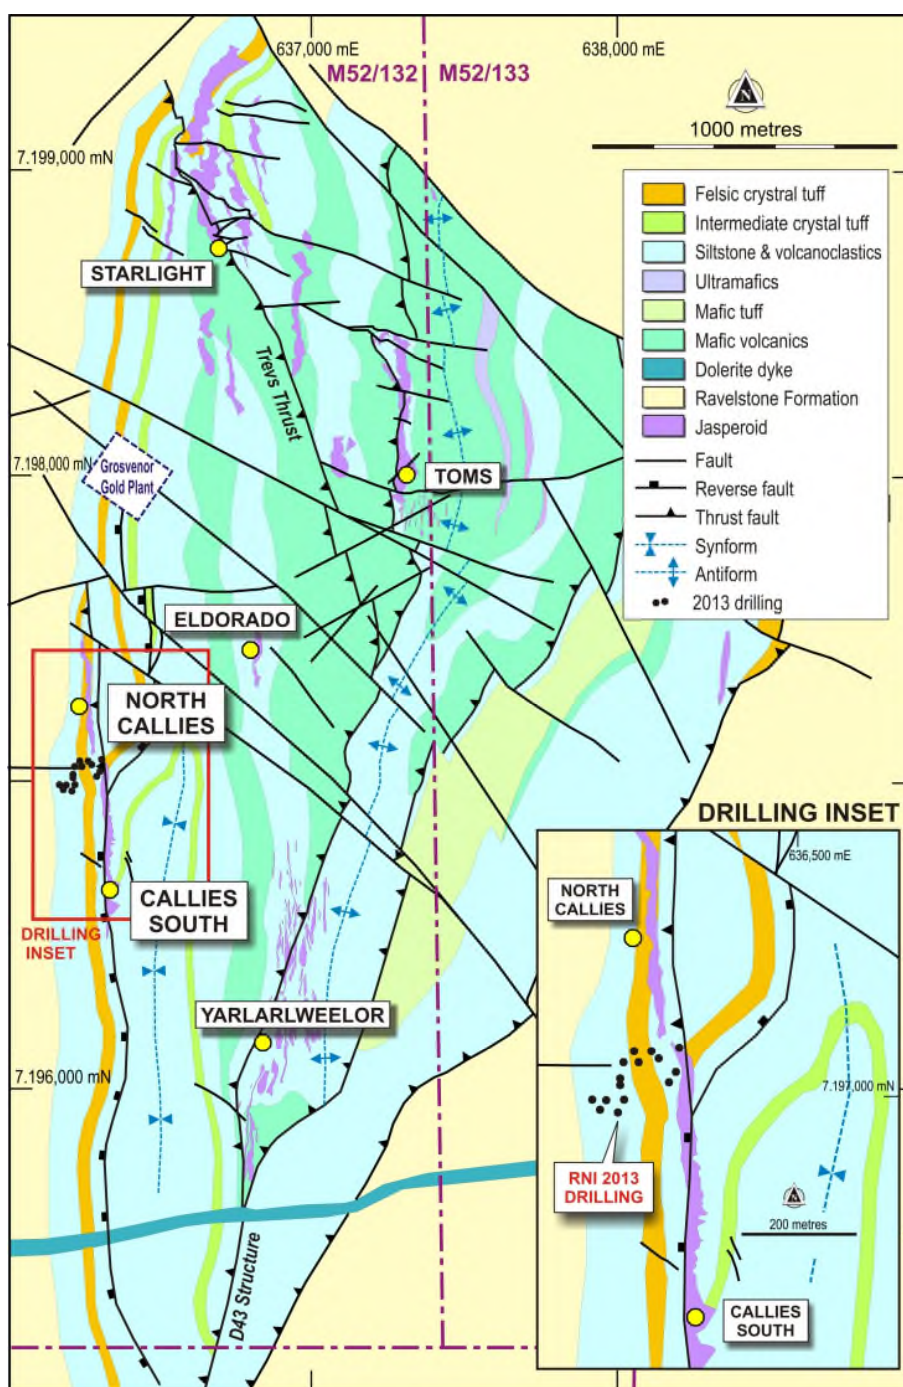 637,000 mE
638,000 mE
M52/132
M52/133
N
1000 metres
7.199,000 mN
Felsic crystral tuff
Intermediate crystal tuff
Siltstone & volcanoclastics
Ultramafics
Mafic tuff
Mafic volcanics
Dolerite dyke
Ravelstone Formation
Jasperoid
Fault
Reverse fault
Thrust fault
Synform
Antiform
2013 drilling
STARLIGHT
Trevs Thrust
7.198,000 mN
Grosvenor
Gold Plant
TOMS
ELDORADO
NORTH
CALLIES
CALLIES
SOUTH
DRILLING
INSET
YARLARLWEELOR
7.196,000 mN
D43 Structure
DRILLING INSET
636,500 mE
NORTH
CALLIES
7.197,000 mN
RNI 2013
DRILLING
N
200 metres
CALLIES
SOUTH